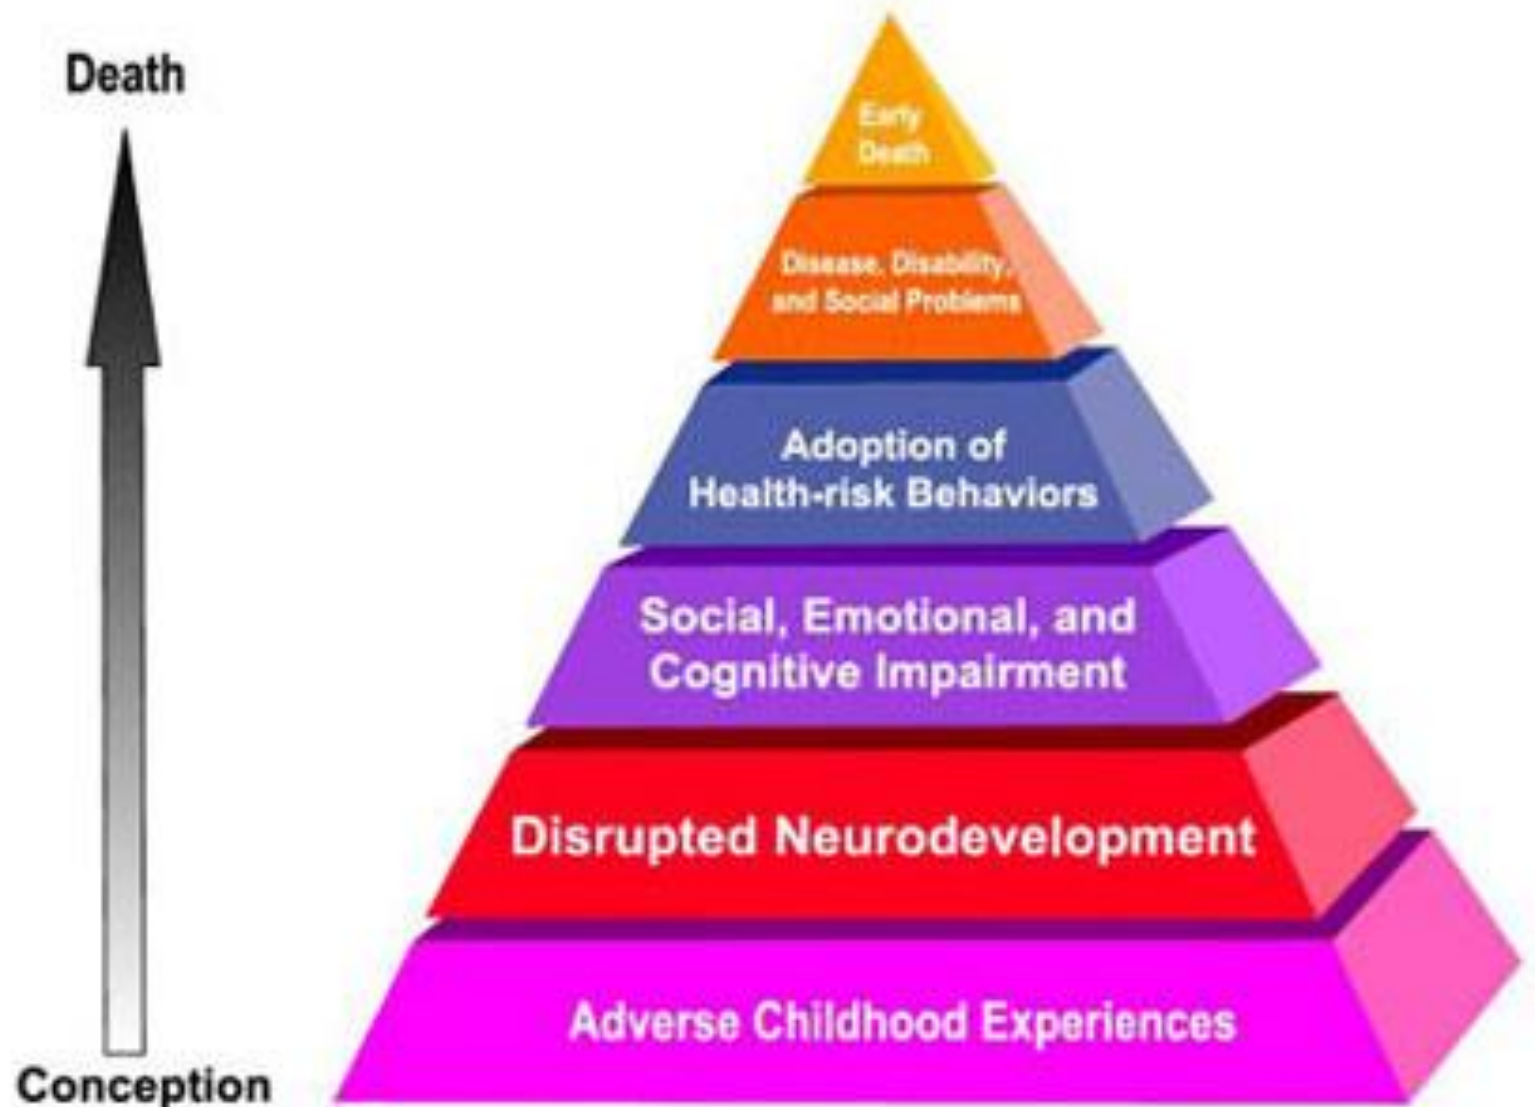 Death
Early
Death
Disease, Disability,
and Social Problems
Adoption of
Health-risk Behaviors
Social, Emotional, and
Cognitive Impairment
Disrupted Neurodevelopment
Adverse Childhood Experiences
Conception